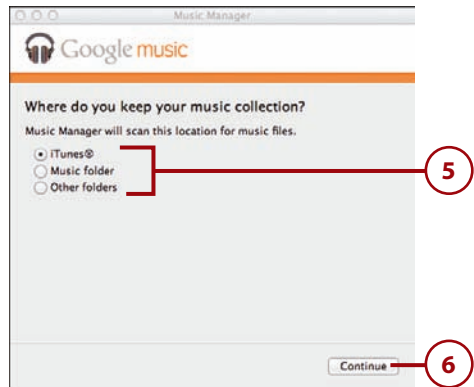 Music Manager
Google music
Where do you keep your music collection?
Music Manager will scan this location for music files.
iTunes®
Music folder
Other folders
5
Continue
6